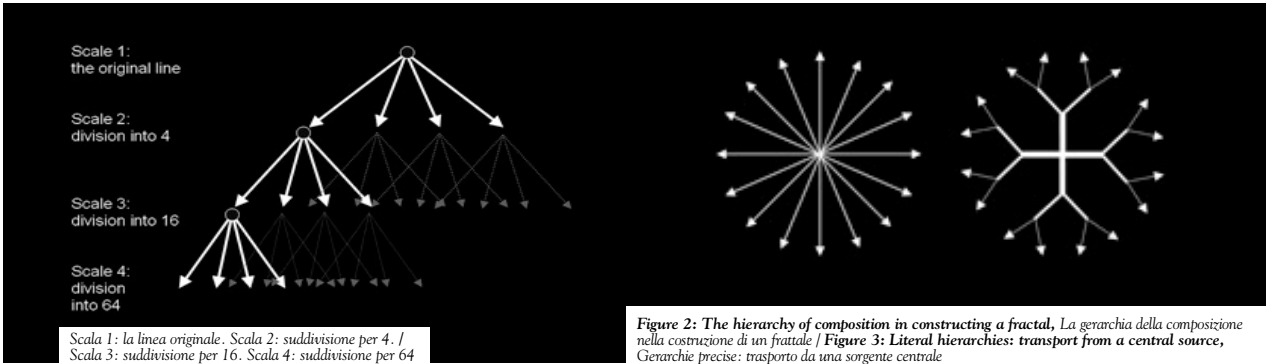 Scale 1:
the original line
Scale 2:
division into 4
Scale 3:
division into 16
Scale 4:
division
into 64
Scala 1: la linea originale. Scala 2: suddivisione per 4. /
Scala 3: suddivisione per 16. Scala 4: suddivisione per 64
Figure 2: The hierarchy of composition in constructing a fractal, La gerarchia della composizione
nella costruzione di un frattale / Figure 3: Literal hierarchies: transport from a central source,
Gerarchie precise: trasporto da una sorgente centrale